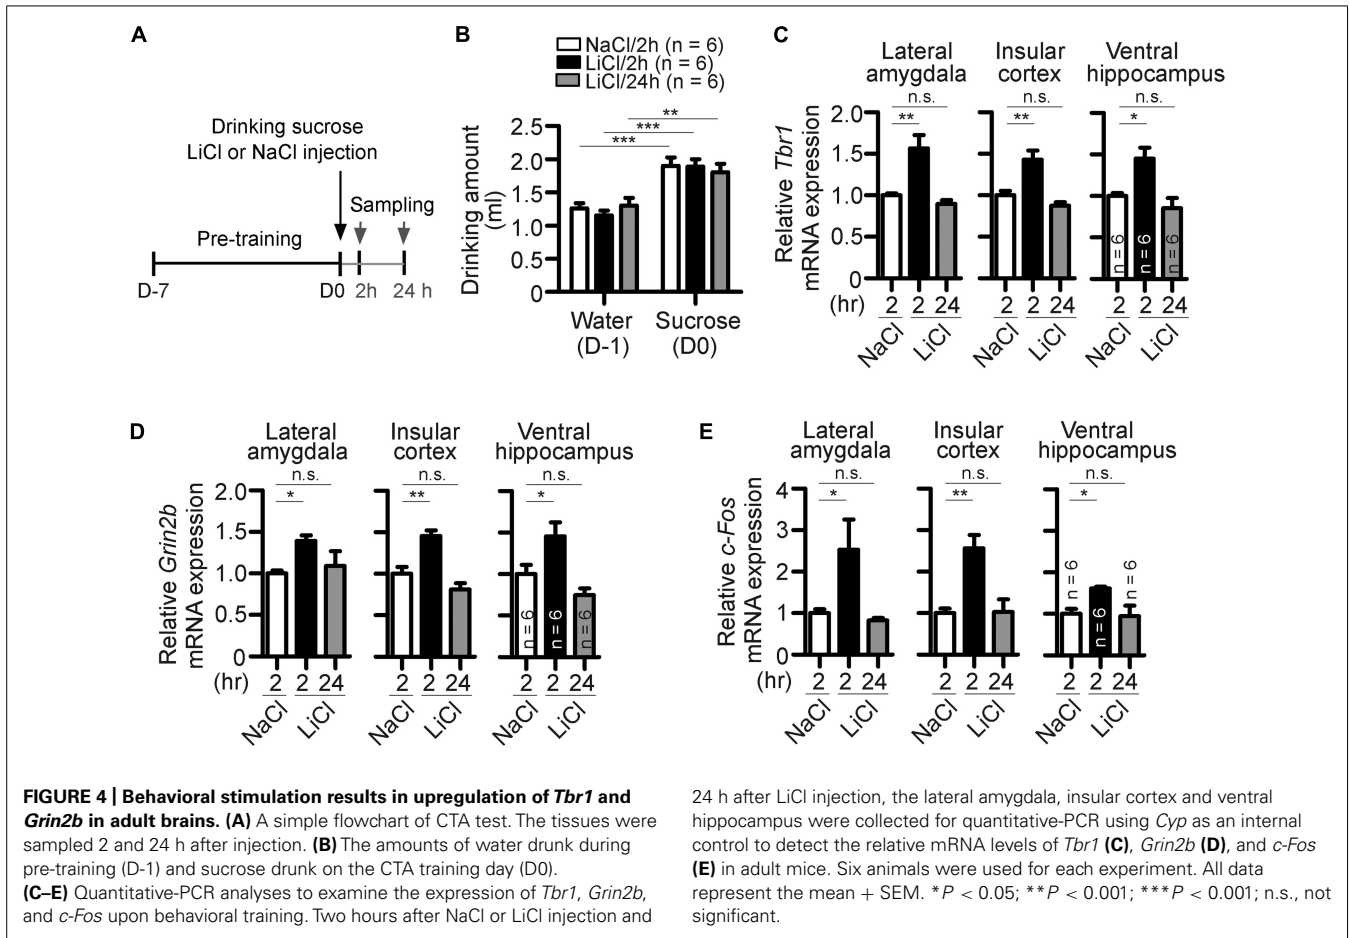 A
Drinking sucrose
LiCl or NaCl injection
Sampling
Pre-training
D-7
D0
2h
24 h
B
NaCl/2h (n = 6)
LiCl/2h (n = 6)
LiCl/24h (n = 6)
**
***
***
Drinking amount
(ml)
2.5
2.0
1.5
1.0
0.5
0
Water
(D-1)
Sucrose
(D0)
C
Lateral
amygdala
Insular
cortex
Ventral
hippocampus
n.s.
n.s.
n.s.
**
**
*
Relative Tbr1
mRNA expression
2.0
1.5
1.0
0.5
0
n = 6
n = 6
n = 6
(hr)
2 2 24
2 2 24
2 2 24
NaCl
LiCl
NaCl
LiCl
NaCl
LiCl
D
Lateral
amygdala
Insular
cortex
Ventral
hippocampus
n.s.
n.s.
n.s.
*
**
*
Relative Grin2b
mRNA expression
2.0
1.5
1.0
0.5
0
n = 6
n = 6
n = 6
(hr)
2 2 24
2 2 24
2 2 24
NaCl
LiCl
NaCl
LiCl
NaCl
LiCl
E
Lateral
amygdala
Insular
cortex
Ventral
hippocampus
n.s.
n.s.
n.s.
*
**
*
Relative c-Fos
mRNA expression
4
3
2
1
0
n = 6
n = 6
n = 6
(hr)
2 2 24
2 2 24
2 2 24
NaCl
LiCl
NaCl
LiCl
NaCl
LiCl
FIGURE 4 | Behavioral stimulation results in upregulation of Tbr1 and
Grin2b in adult brains. (A) A simple flowchart of CTA test. The tissues were
sampled 2 and 24 h after injection. (B) The amounts of water drunk during
pre-training (D-1) and sucrose drunk on the CTA training day (D0).
(C–E) Quantitative-PCR analyses to examine the expression of Tbr1, Grin2b,
and c-Fos upon behavioral training. Two hours after NaCl or LiCl injection and
24 h after LiCl injection, the lateral amygdala, insular cortex and ventral
hippocampus were collected for quantitative-PCR using Cyp as an internal
control to detect the relative mRNA levels of Tbr1 (C), Grin2b (D), and c-Fos
(E) in adult mice. Six animals were used for each experiment. All data
represent the mean + SEM. *P < 0.05; **P < 0.001; ***P < 0.001; n.s., not
significant.